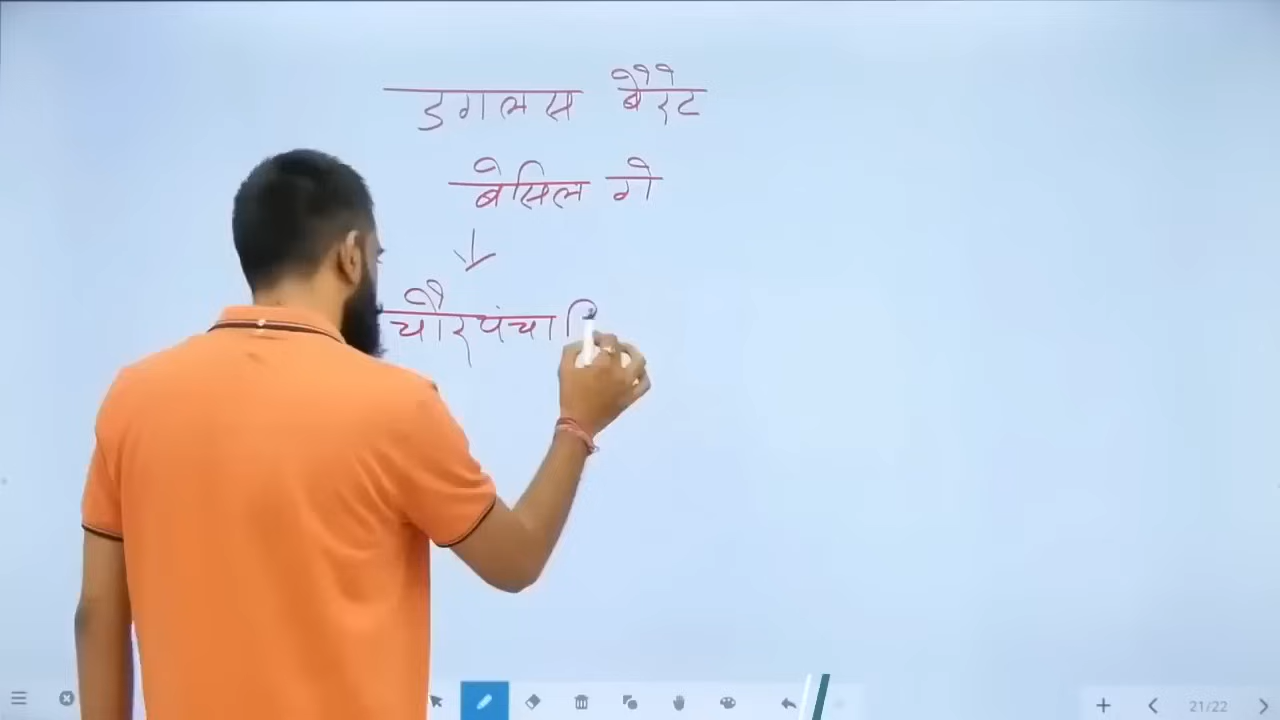 डगलस बैरेट
बेसिल गे
चौरपंचाि
21/22